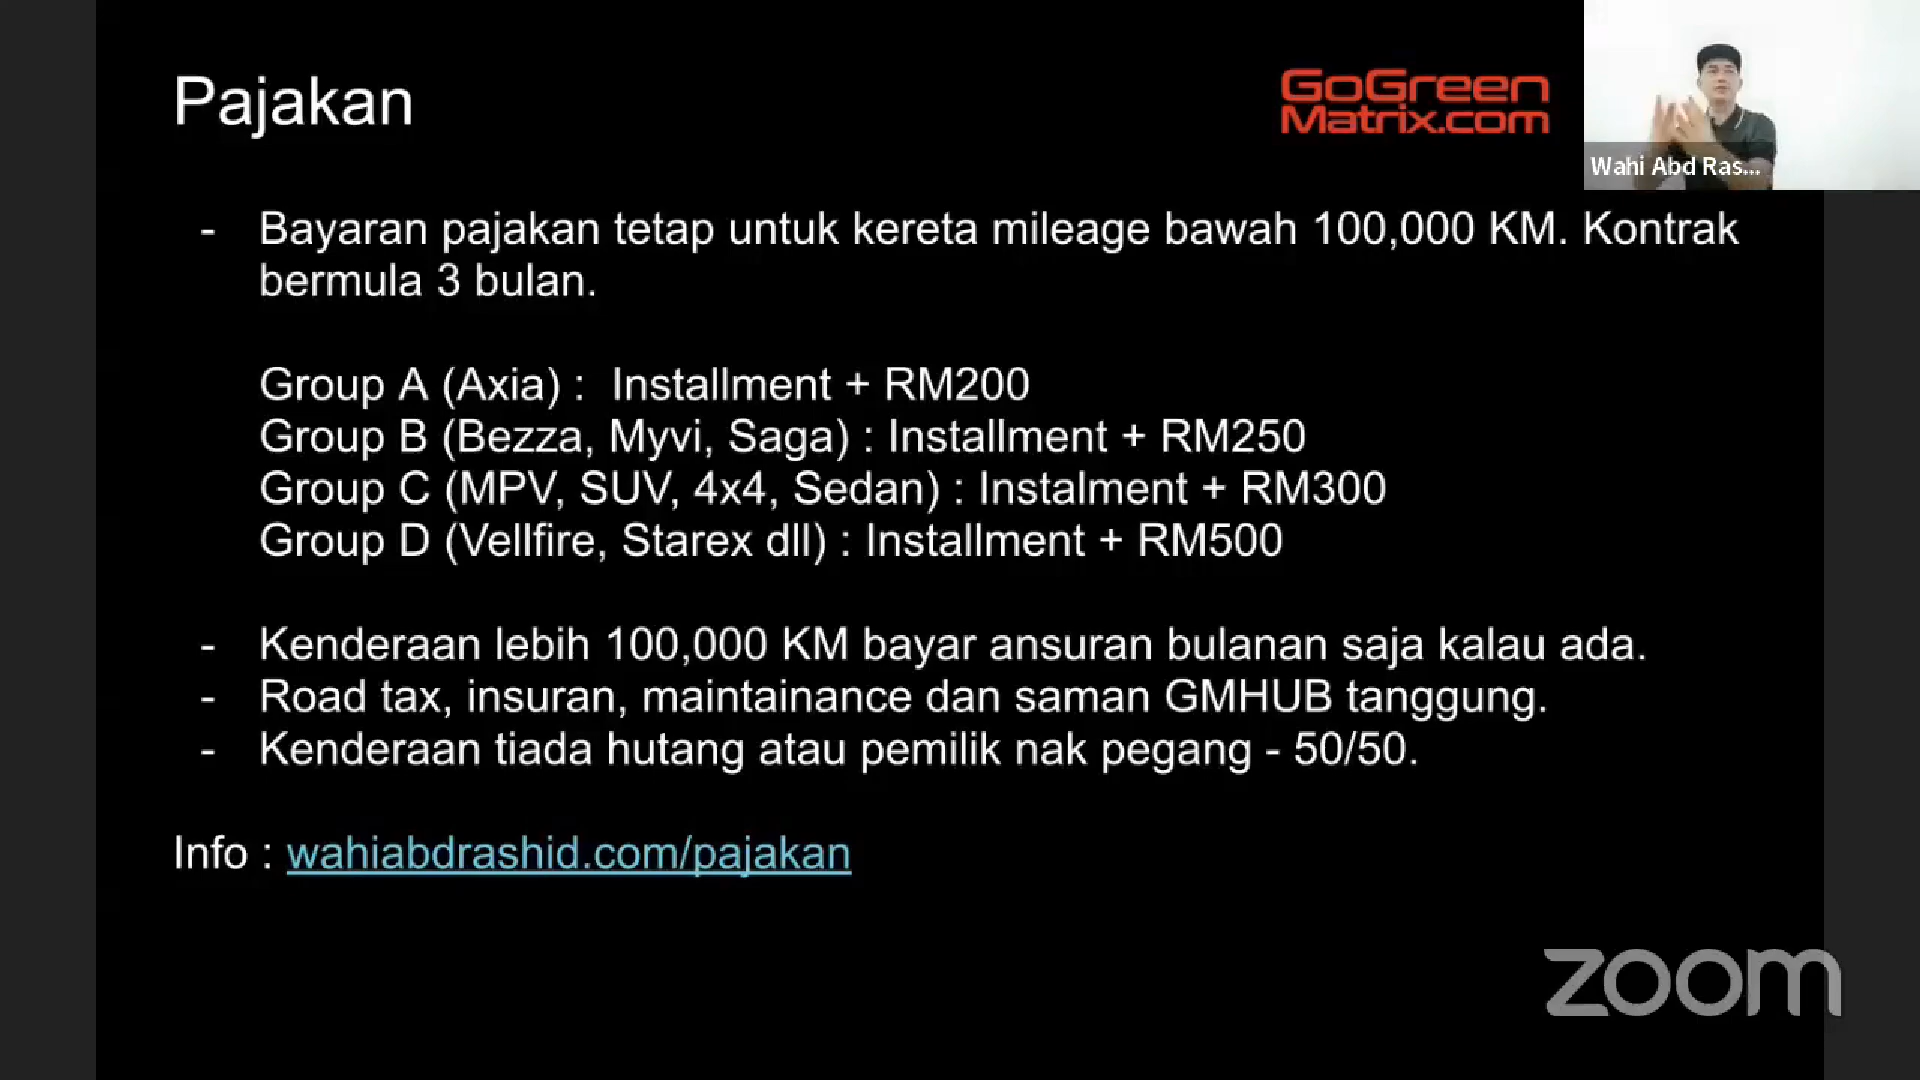 Pajakan
GoGreen
Matrix.com
Wahi Abd Ras...
- Bayaran pajakan tetap untuk kereta mileage bawah 100,000 KM. Kontrak
bermula 3 bulan.
Group A (Axia) : Installment + RM200
Group B (Bezza, Myvi, Saga) : Installment + RM250
Group C (MPV, SUV, 4x4, Sedan) : Instalment + RM300
Group D (Vellfire, Starex dll) : Installment + RM500
- Kenderaan lebih 100,000 KM bayar ansuran bulanan saja kalau ada.
- Road tax, insuran, maintainance dan saman GMHUB tanggung.
- Kenderaan tiada hutang atau pemilik nak pegang - 50/50.
Info : wahiabdrashid.com/pajakan
zoom